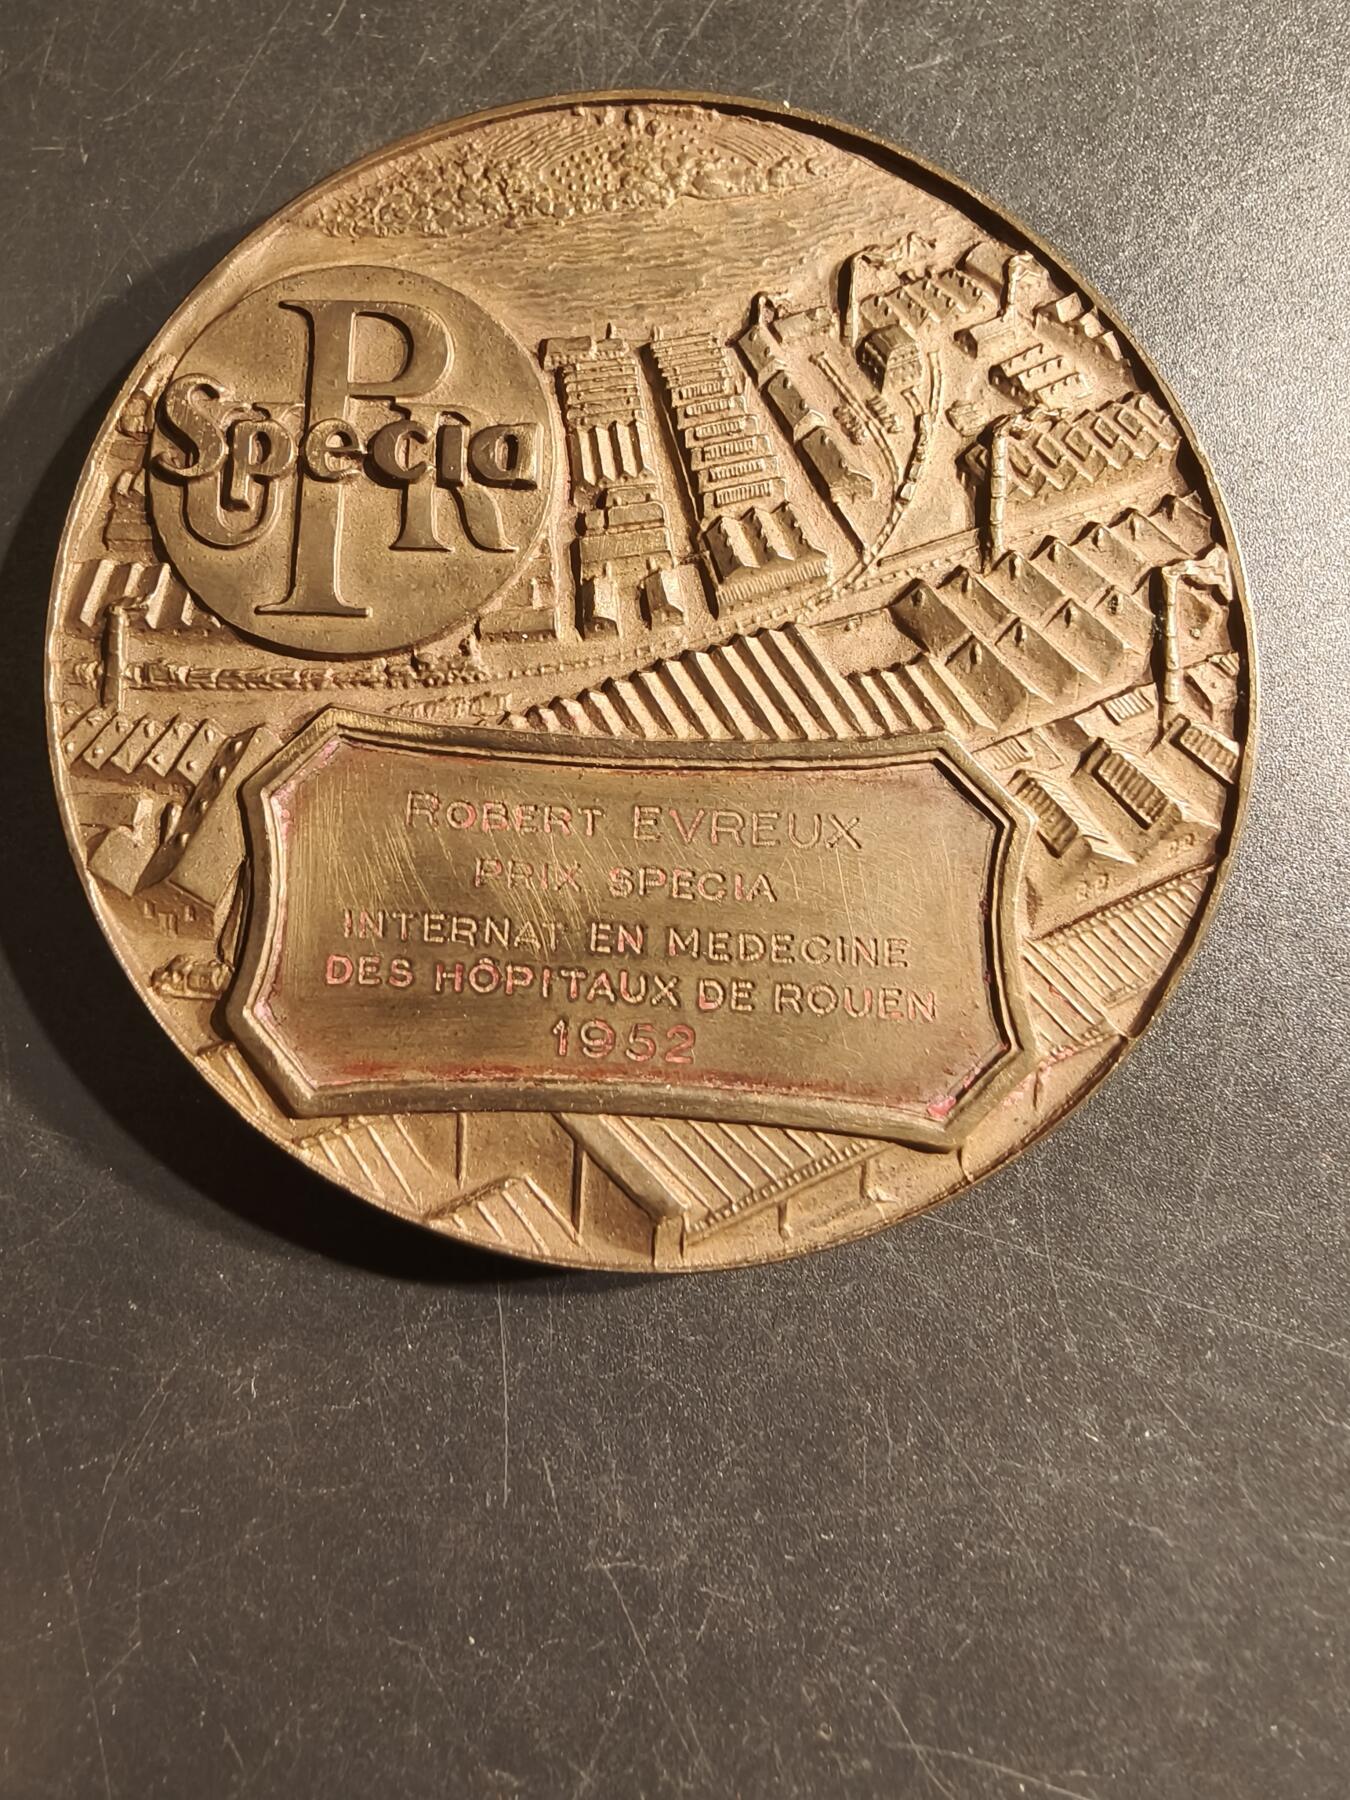 Specia
P
U I R
ROBERT EVREUX
PRIX SPECIA
INTERNAT EN MEDECINE
DES HÔPITAUX DE ROUEN
1952